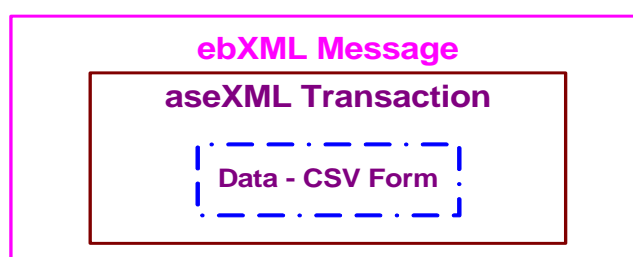 ebXML Message
aseXML Transaction
Data - CSV Form